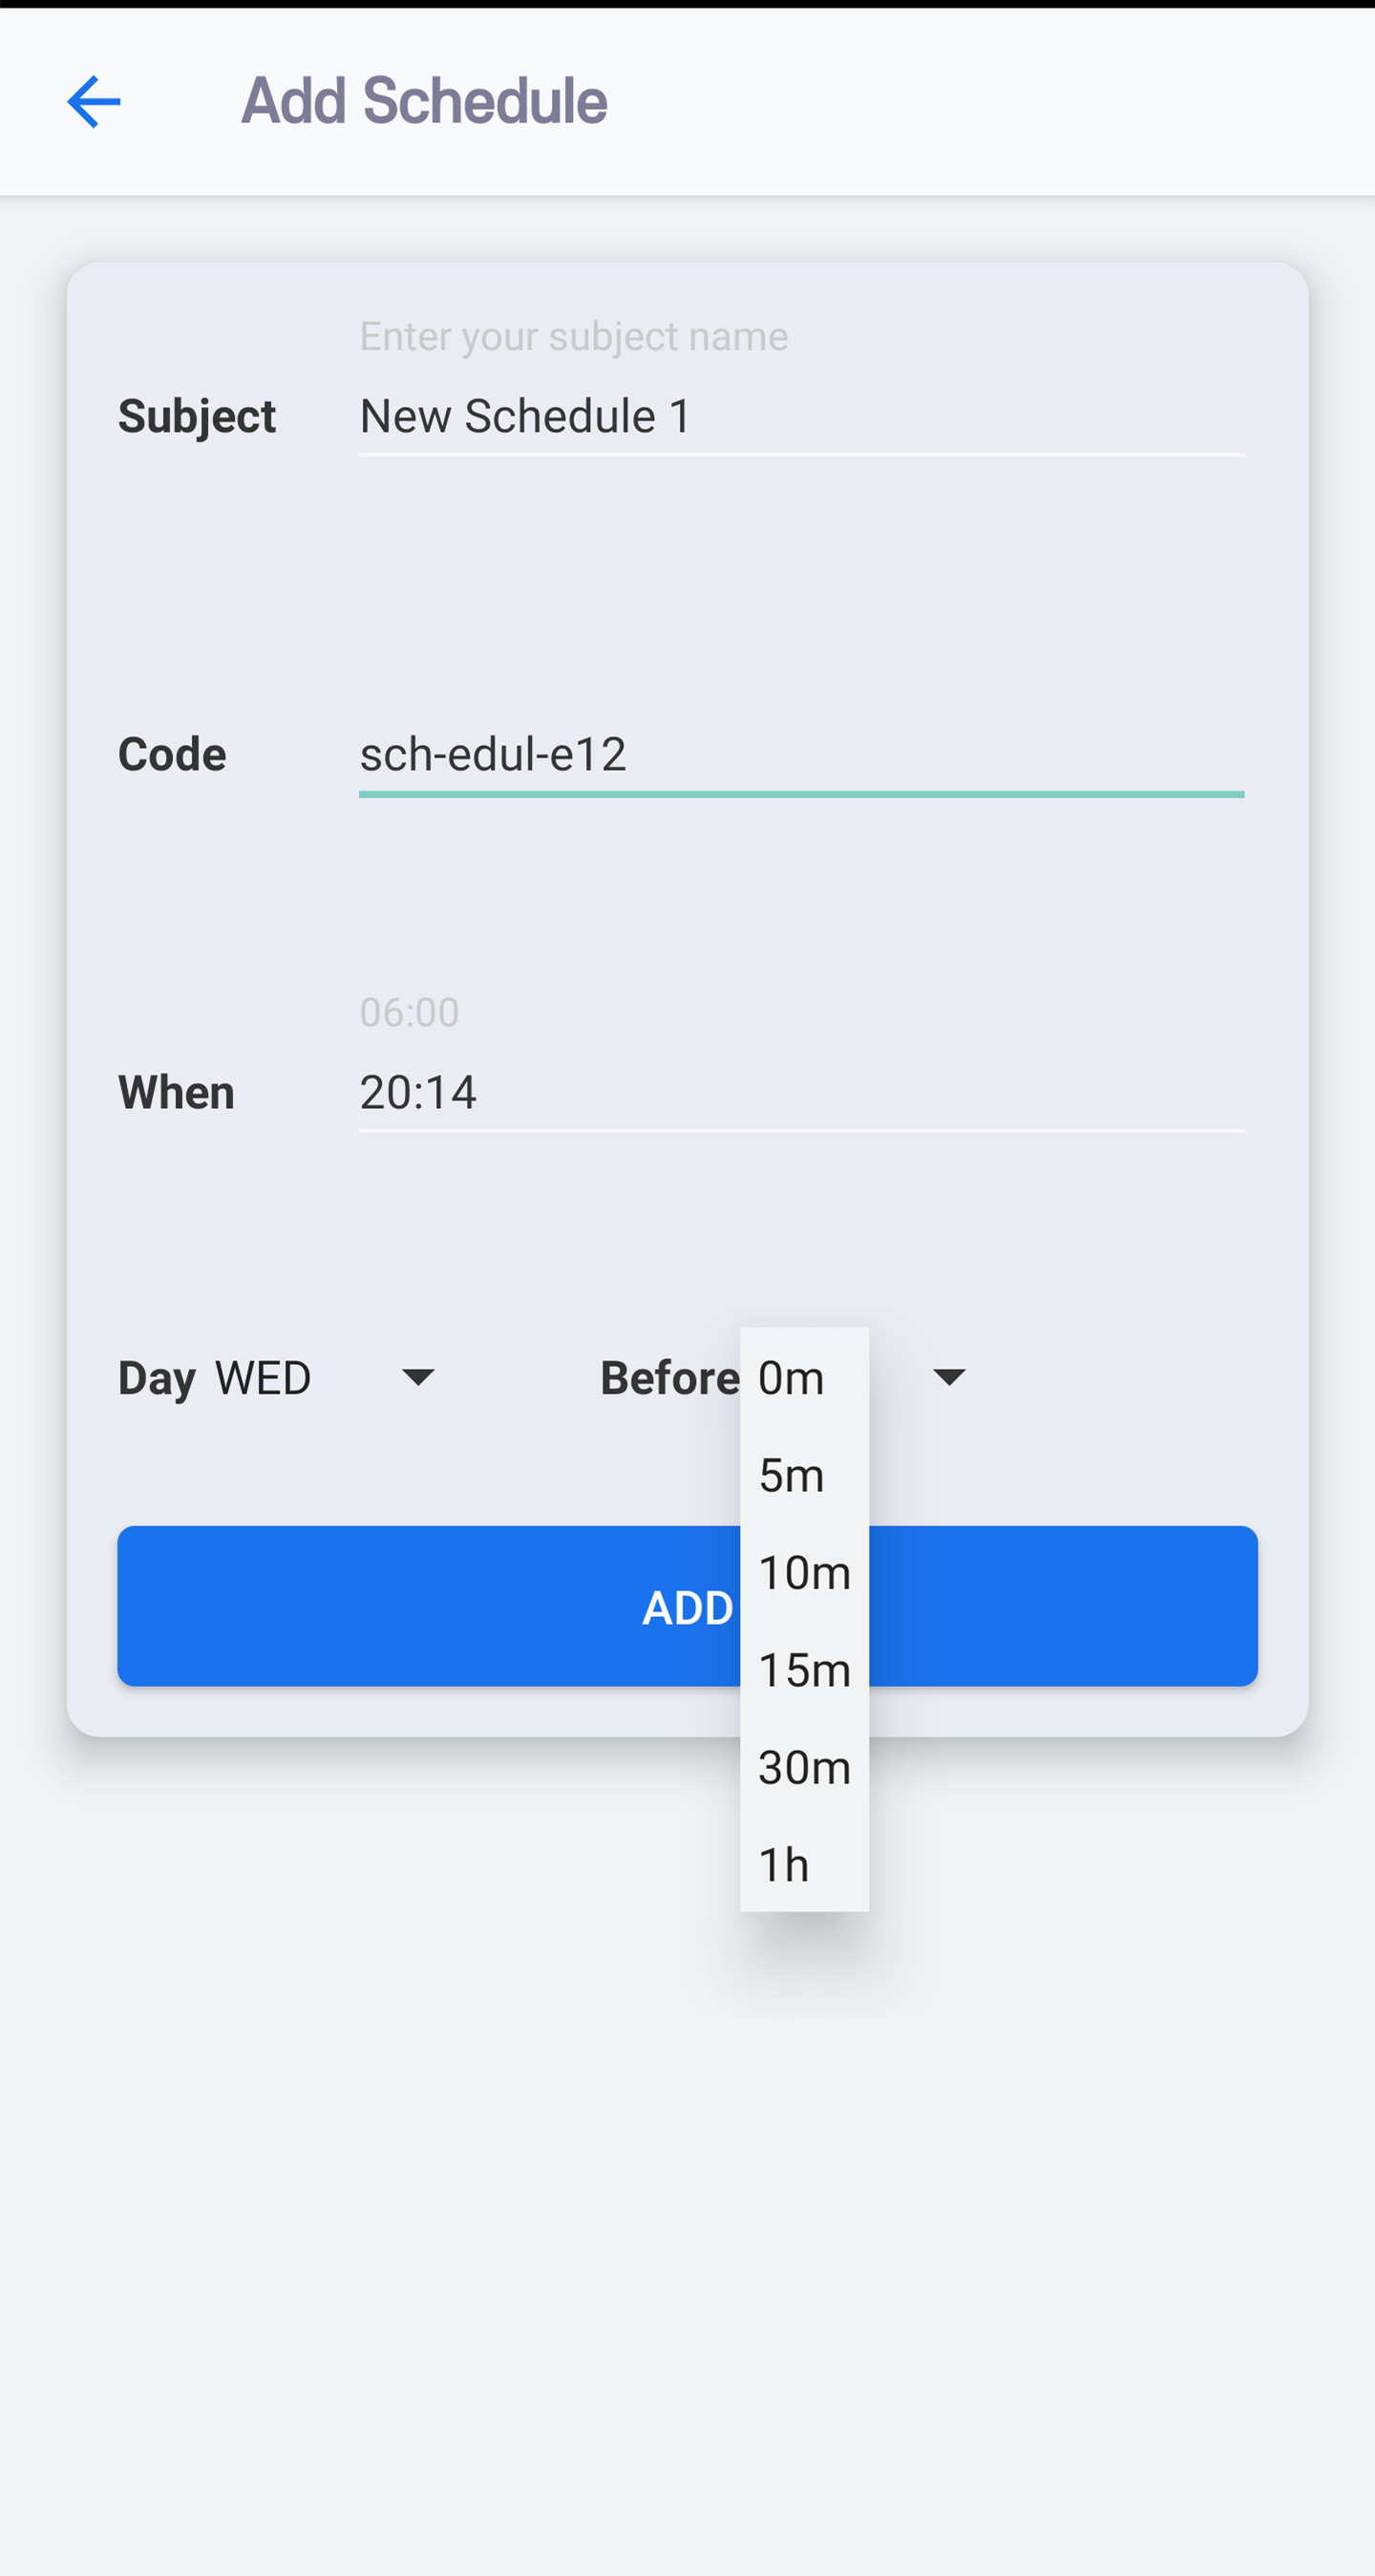 Add Schedule
Enter your subject name
Subject New Schedule 1
Code sch-edul-e12
06:00
When 20:14
Day WED Before 0m
5m
10m
ADD
15m
30m
1h